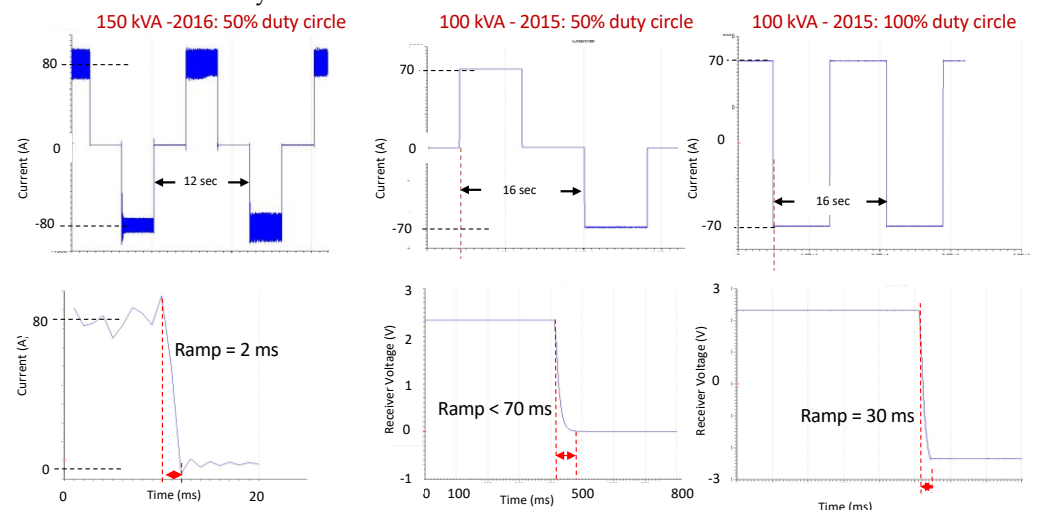 150 kVA -2016: 50% duty circle
100 kVA - 2015: 50% duty circle
100 kVA - 2015: 100% duty circle
Current (A)
80
0
-80
12 sec
Current (A)
70
0
-70
16 sec
Current (A)
70
0
-70
16 sec
Current (A)
80
0
Ramp = 2 ms
0
Time (ms)
20
Receiver Voltage (V)
3
2
1
0
-1
Ramp < 70 ms
0
100
500
800
Time (ms)
Receiver Voltage (V)
3
0
-3
Ramp = 30 ms
Time (ms)